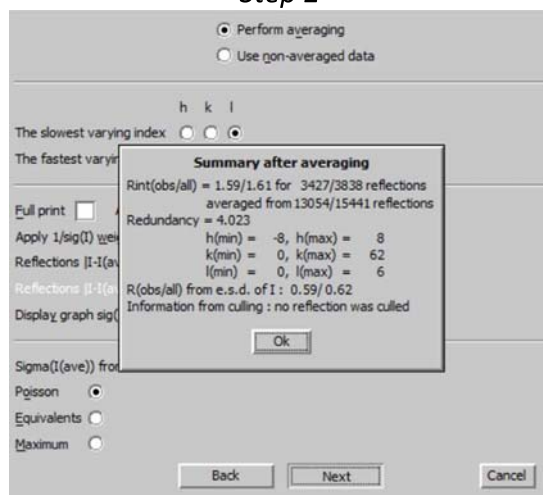 Step 2
Perform averaging
Use non-averaged data
h k l
The slowest varying index
The fastest varyin
Summary after averaging
Rint(obs/all) = 1.59/1.61 for 3427/3838 reflections
averaged from 13054/15441 reflections
Redundancy = 4.023
h(min) = -8, h(max) = 8
k(min) = 0, k(max) = 62
l(min) = 0, l(max) = 6
R(obs/all) from e.s.d. of I : 0.59/ 0.62
Information from culling : no reflection was culled
Ok
Full print
Apply 1/sig(I) wei
Reflections |I-I(av
Reflections |I-I(a
Display graph sig(
Sigma(I(ave)) from
Poisson
Equivalents
Maximum
Back Next Cancel